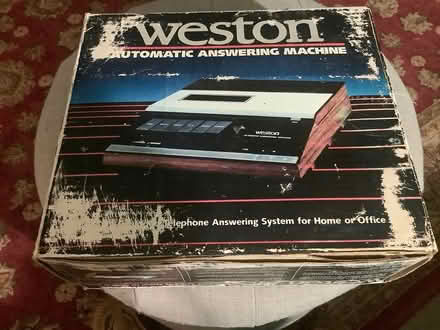 weston
AUTOMATIC ANSWERING MACHINE
WESTON
Telephone Answering System for Home or Office